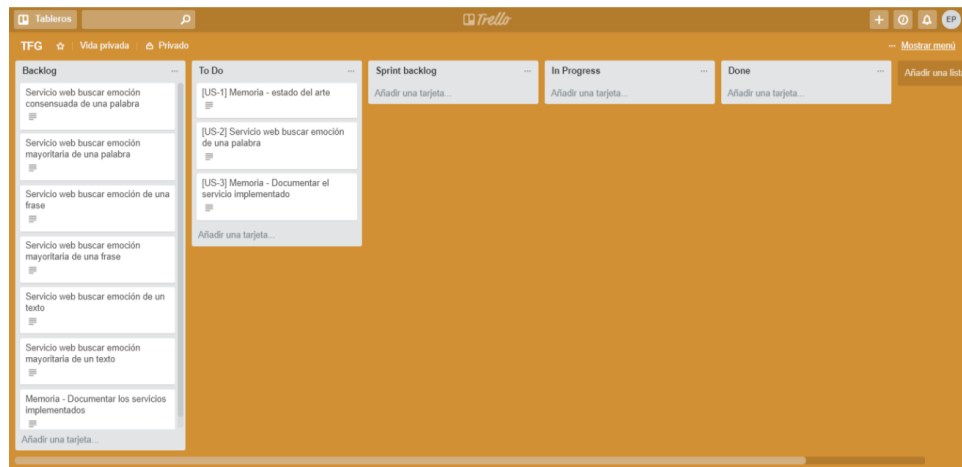 Tableros
Trello
EP
TFG
Vida privada
Privado
Mostrar menú
Backlog
Servicio web buscar emoción
consensuada de una palabra
Servicio web buscar emoción
mayoritaria de una palabra
Servicio web buscar emoción de una
frase
Servicio web buscar emoción
mayoritaria de una frase
Servicio web buscar emoción de un
texto
Servicio web buscar emoción
mayoritaria de un texto
Memoria - Documentar los servicios
implementados
Añadir una tarjeta...
To Do
[US-1] Memoria - estado del arte
[US-2] Servicio web buscar emoción
de una palabra
[US-3] Memoria - Documentar el
servicio implementado
Añadir una tarjeta...
Sprint backlog
Añadir una tarjeta...
In Progress
Añadir una tarjeta...
Done
Añadir una tarjeta...
Añadir una list